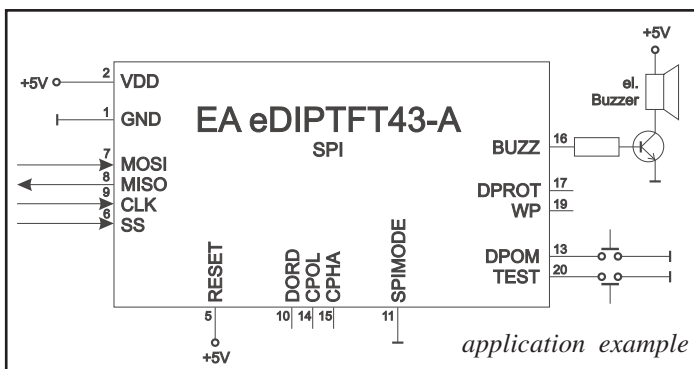 +5V
2
VDD
+5V
el.
Buzzer
1
GND
EA eDIPTFT43-A
SPI
BUZZ
16
7
MOSI
8
MISO
9
CLK
6
SS
DPROT
17
WP
19
DPOM
13
TEST
20
RESET
DORD
CPOL
CPHA
SPIMODE
5
10
14
15
11
+5V
application example